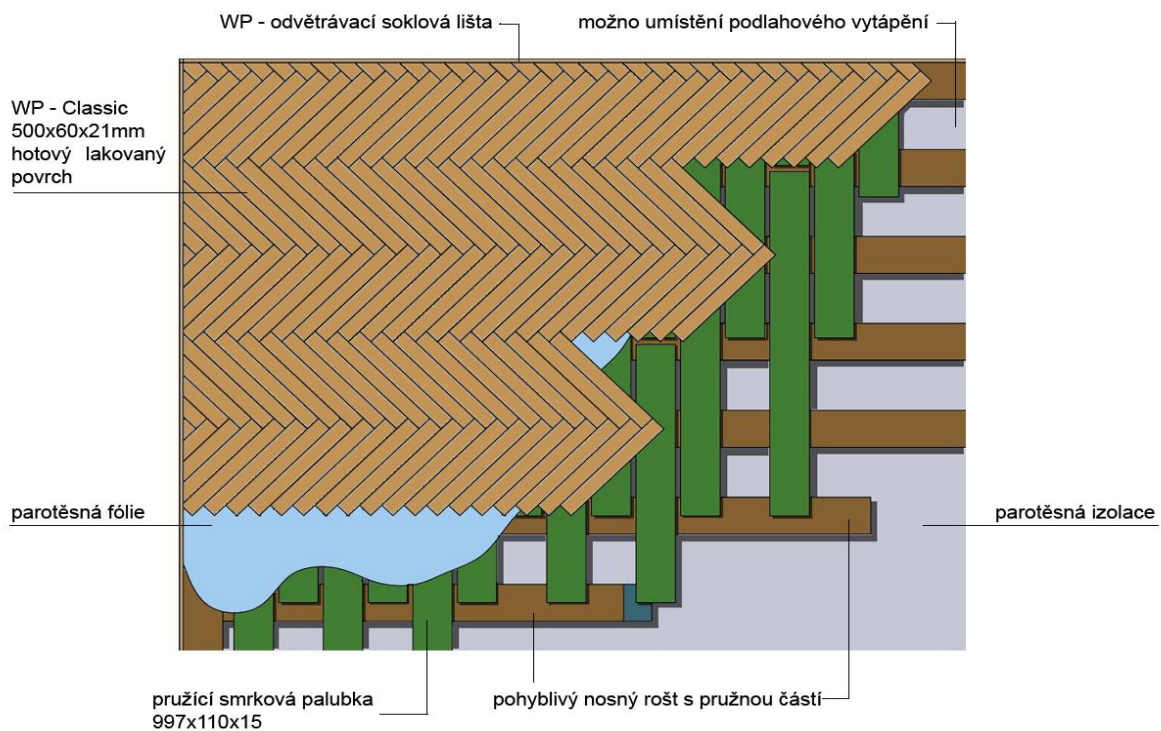 WP - odvětrávací soklová lišta
možno umístění podlahového vytápění
WP - Classic
500x60x21mm
hotový lakovaný
povrch
parotěsná fólie
parotěsná izolace
pružící smrková palubka
997x110x15
pohyblivý nosný rošt s pružnou částí